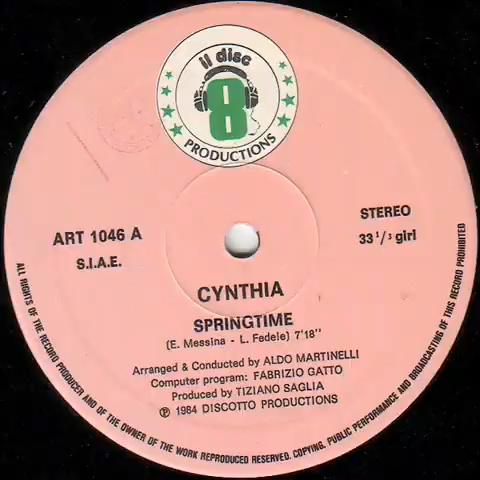 il disc
8
PRODUCTIONS
ART 1046 A
S.I.A.E.
STEREO
33 1/3 giri
CYNTHIA
SPRINGTIME
(E. Messina - L. Fedele) 7'18''
Arranged & Conducted by ALDO MARTINELLI
Computer program: FABRIZIO GATTO
Produced by TIZIANO SAGLIA
℗ 1984 DISCOTTO PRODUCTIONS
ALL RIGHTS OF THE RECORD PRODUCER AND OF THE OWNER OF THE WORK REPRODUCED RESERVED. COPYING, PUBLIC PERFORMANCE AND BROADCASTING OF THIS RECORD PROHIBITED